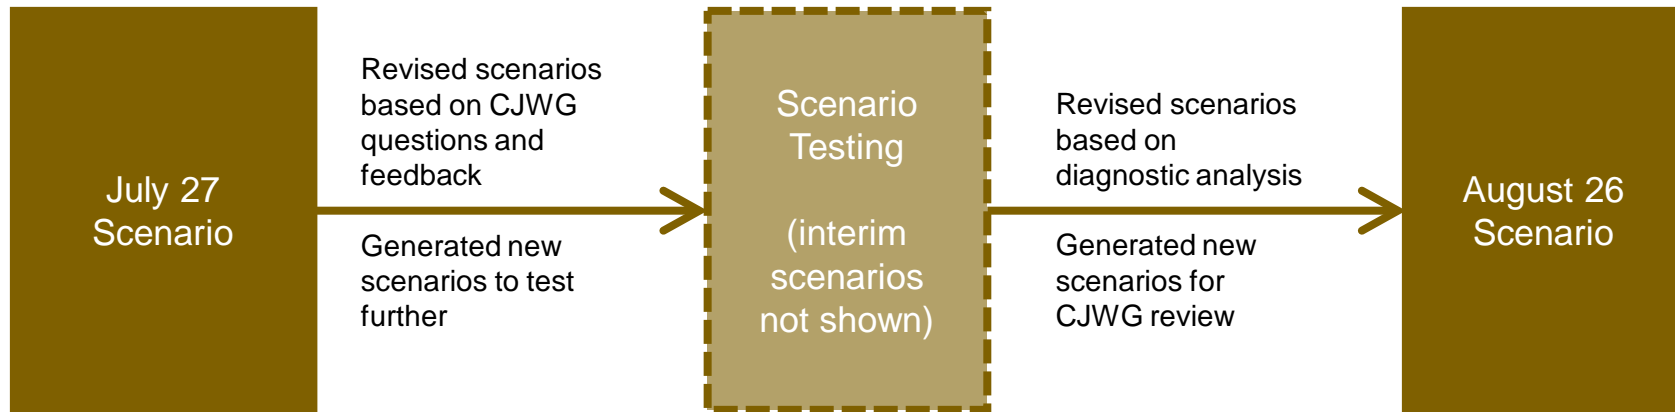 July 27
Scenario
Revised scenarios
based on CJWG
questions and
feedback
Generated new
scenarios to test
further
Scenario
Testing
(interim
scenarios
not shown)
Revised scenarios
based on
diagnostic analysis
Generated new
scenarios for
CJWG review
August 26
Scenario